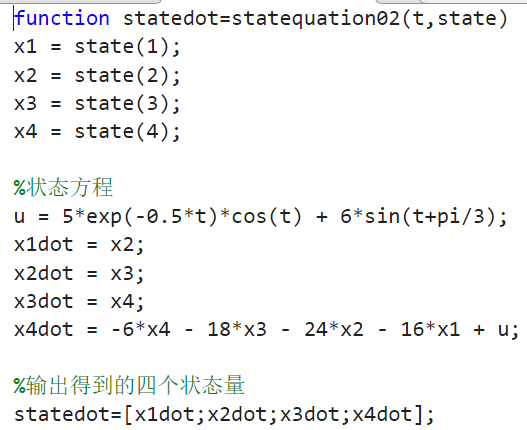 function statedot=statequation02(t,state)
x1 = state(1);
x2 = state(2);
x3 = state(3);
x4 = state(4);
%状态方程
u = 5*exp(-0.5*t)*cos(t) + 6*sin(t+pi/3);
x1dot = x2;
x2dot = x3;
x3dot = x4;
x4dot = -6*x4 - 18*x3 - 24*x2 - 16*x1 + u;
%输出得到的四个状态量
statedot=[x1dot;x2dot;x3dot;x4dot];